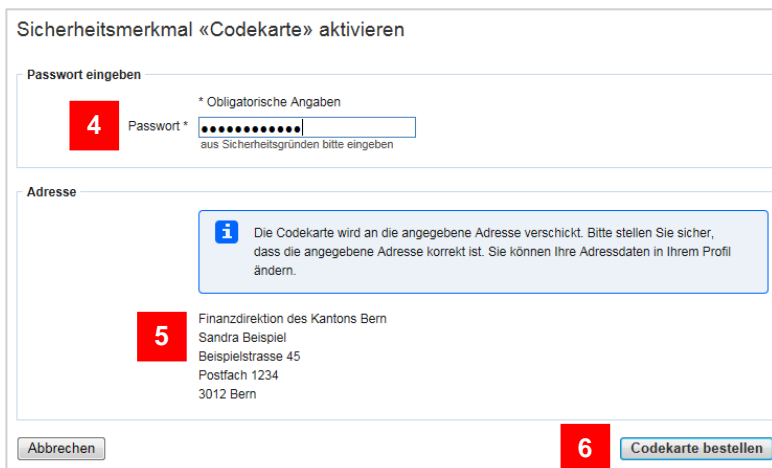 Sicherheitsmerkmal «Codekarte» aktivieren
Passwort eingeben
* Obligatorische Angaben
4 Passwort * ●●●●●●●●●●●●
aus Sicherheitsgründen bitte eingeben
Adresse
i Die Codekarte wird an die angegebene Adresse verschickt. Bitte stellen Sie sicher,
dass die angegebene Adresse korrekt ist. Sie können Ihre Adressdaten in Ihrem Profil
ändern.
Finanzdirektion des Kantons Bern
5 Sandra Beispiel
Beispielstrasse 45
Postfach 1234
3012 Bern
Abbrechen 6 Codekarte bestellen